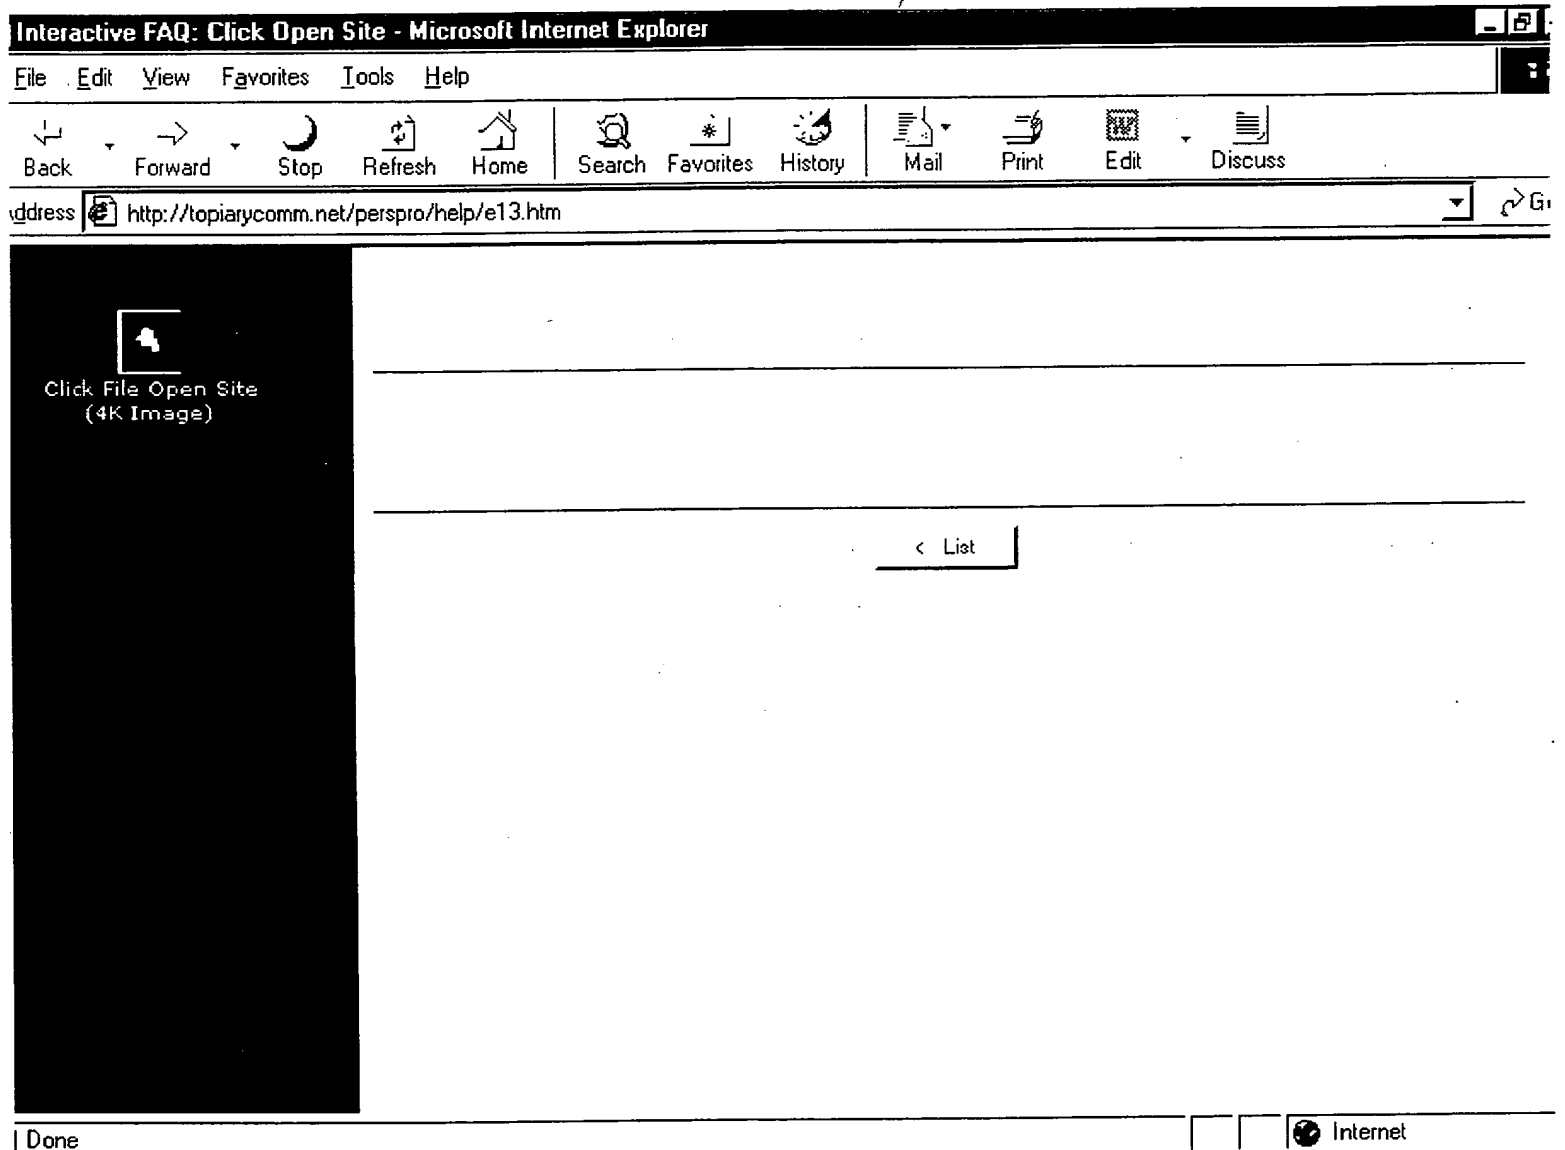 Interactive FAQ: Click Open Site - Microsoft Internet Explorer
File Edit View Favorites Tools Help
Back Forward Stop Refresh Home Search Favorites History Mail Print Edit Discuss
ddress http://topiarycomm.net/perspro/help/e13.htm G
Click File Open Site
(4K Image)
< List
Done Internet